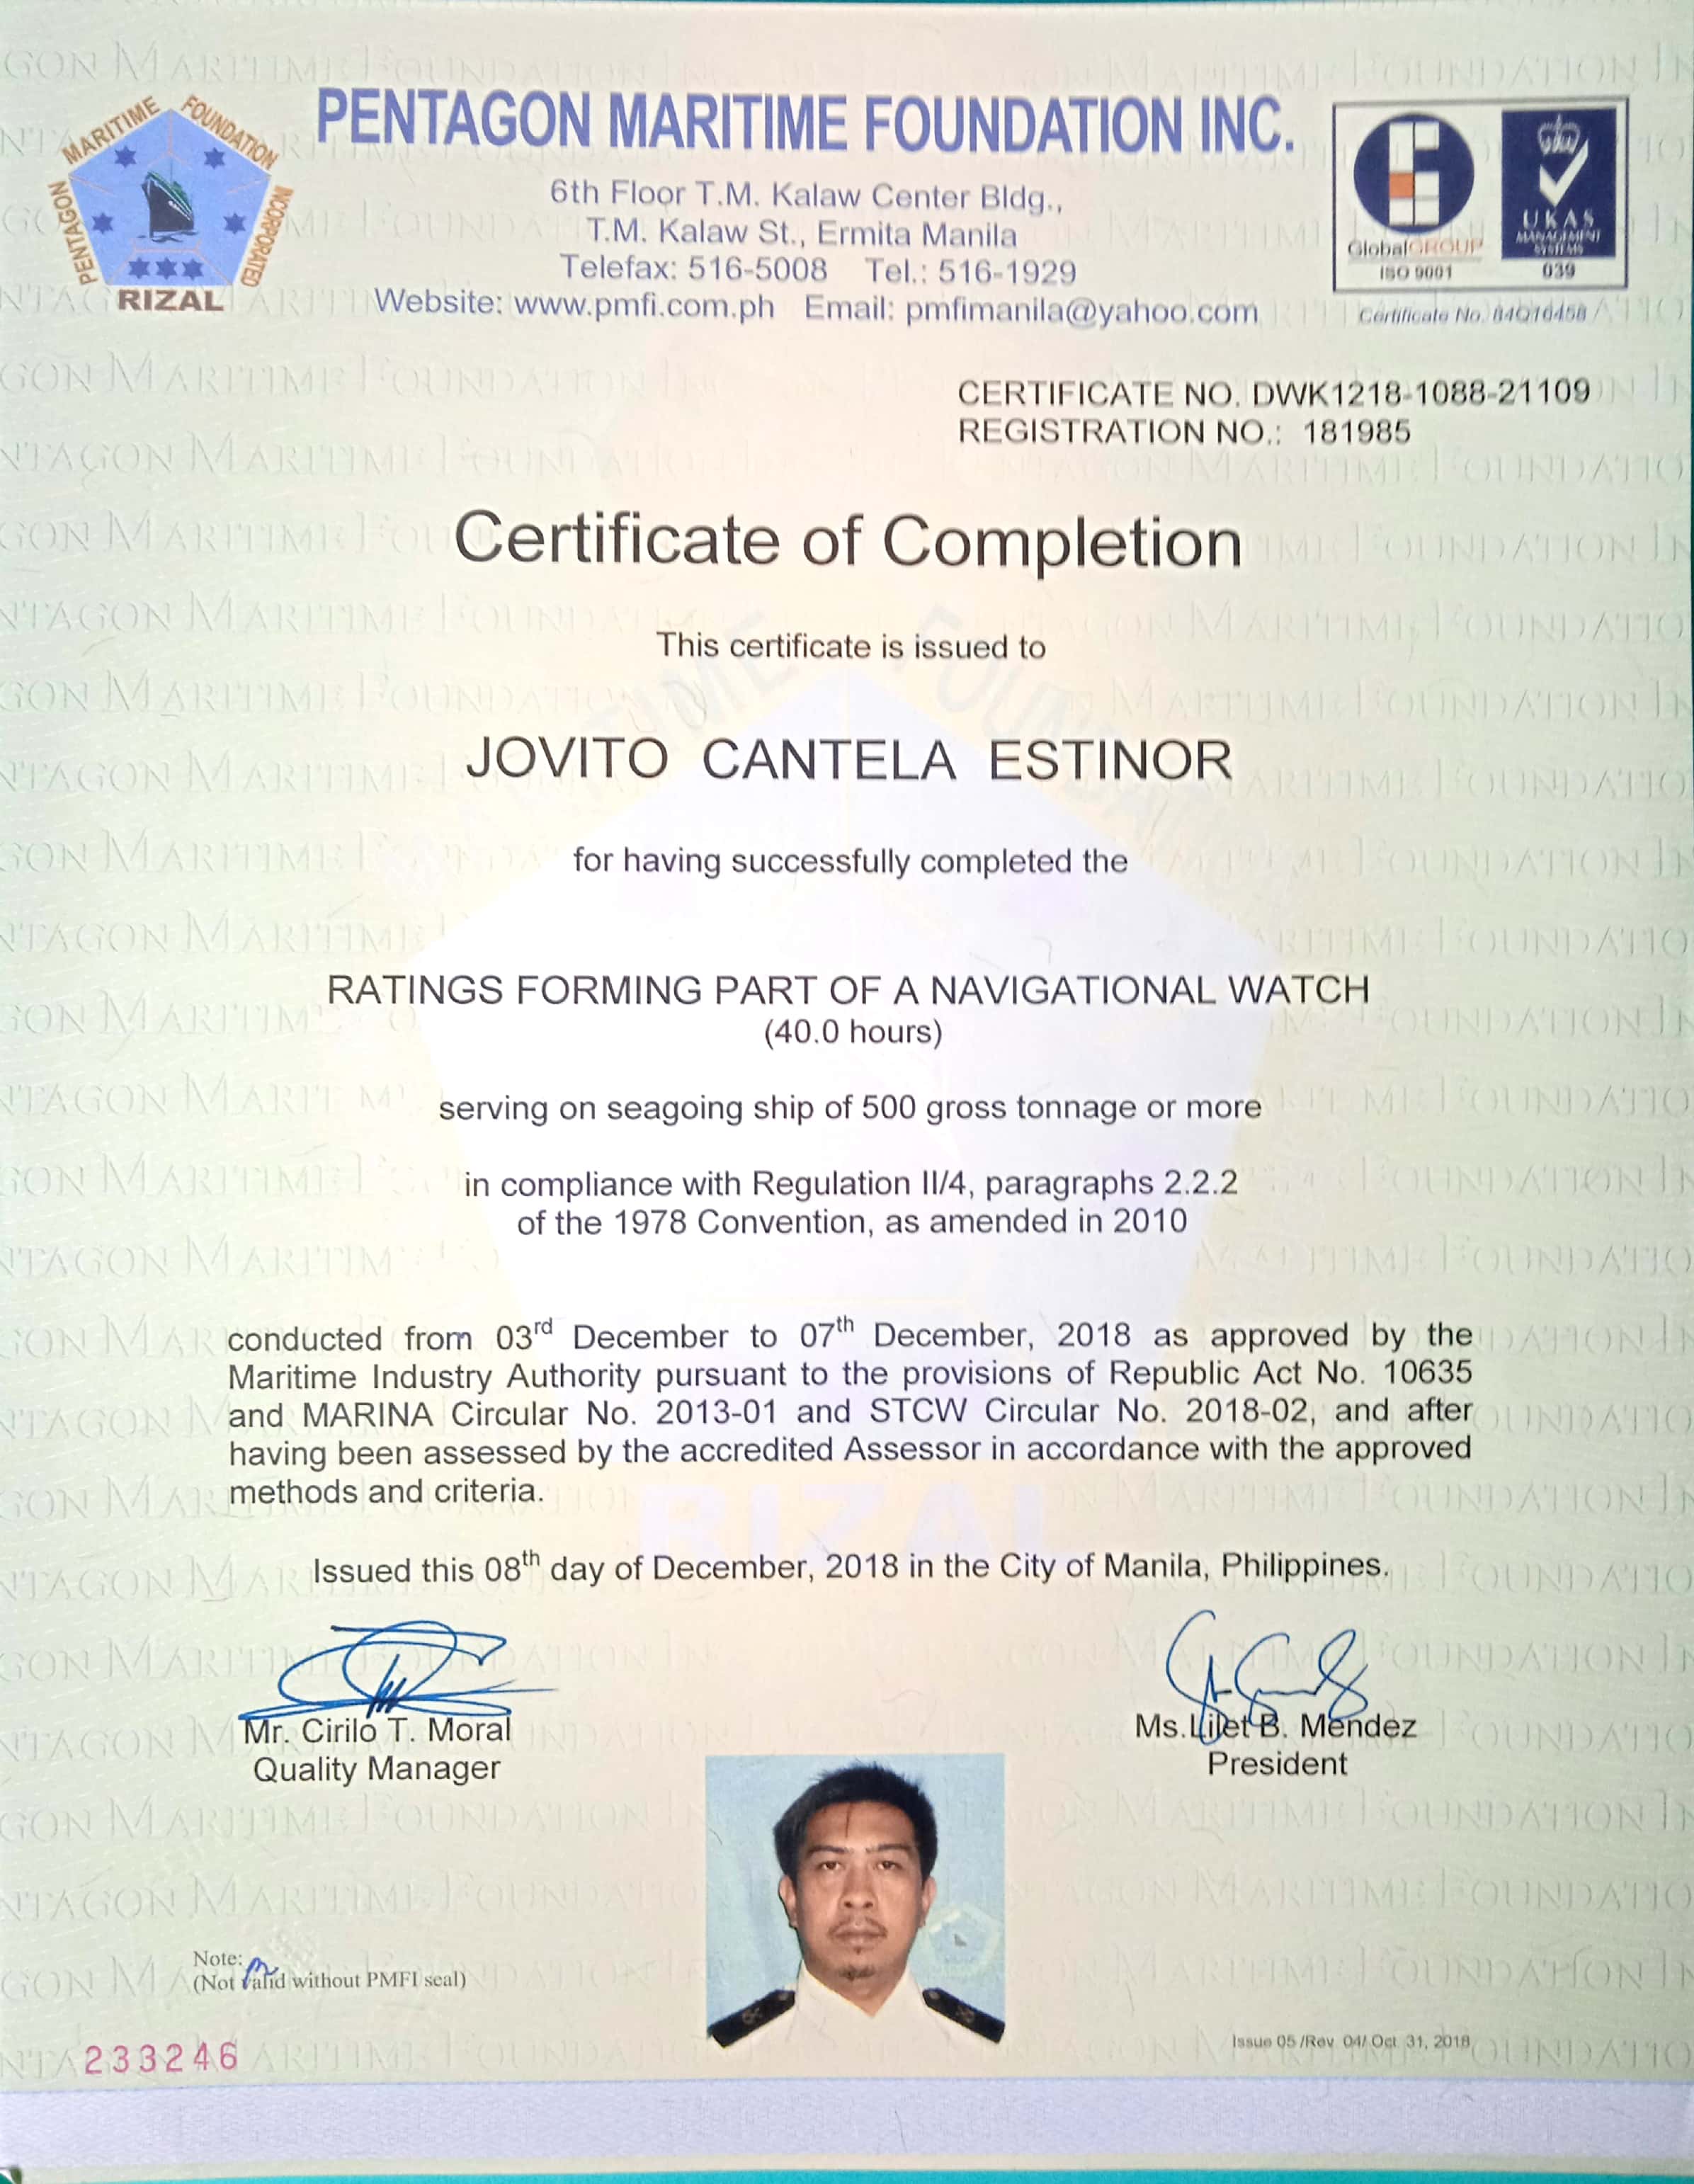 PENTAGON MARITIME FOUNDATION INCORPORATED
RIZAL
PENTAGON MARITIME FOUNDATION INC.
6th Floor T.M. Kalaw Center Bldg.,
T.M. Kalaw St., Ermita Manila
Telefax: 516-5008 Tel.: 516-1929
Website: www.pmfi.com.ph Email: pmfimanila@yahoo.com
GlobalGROUP
ISO 9001
UKAS
MANAGEMENT
SYSTEMS
039
Certificate No. 84Q16458
CERTIFICATE NO. DWK1218-1088-21109
REGISTRATION NO.: 181985
Certificate of Completion
This certificate is issued to
JOVITO CANTELA ESTINOR
for having successfully completed the
RATINGS FORMING PART OF A NAVIGATIONAL WATCH
(40.0 hours)
serving on seagoing ship of 500 gross tonnage or more
in compliance with Regulation II/4, paragraphs 2.2.2
of the 1978 Convention, as amended in 2010
conducted from 03rd December to 07th December, 2018 as approved by the
Maritime Industry Authority pursuant to the provisions of Republic Act No. 10635
and MARINA Circular No. 2013-01 and STCW Circular No. 2018-02, and after
having been assessed by the accredited Assessor in accordance with the approved
methods and criteria.
Issued this 08th day of December, 2018 in the City of Manila, Philippines.
Mr. Cirilo T. Moral
Quality Manager
Ms. Lilet B. Mendez
President
Note:
(Not valid without PMFI seal)
233246
Issue 05 /Rev 04/ Oct 31, 2018